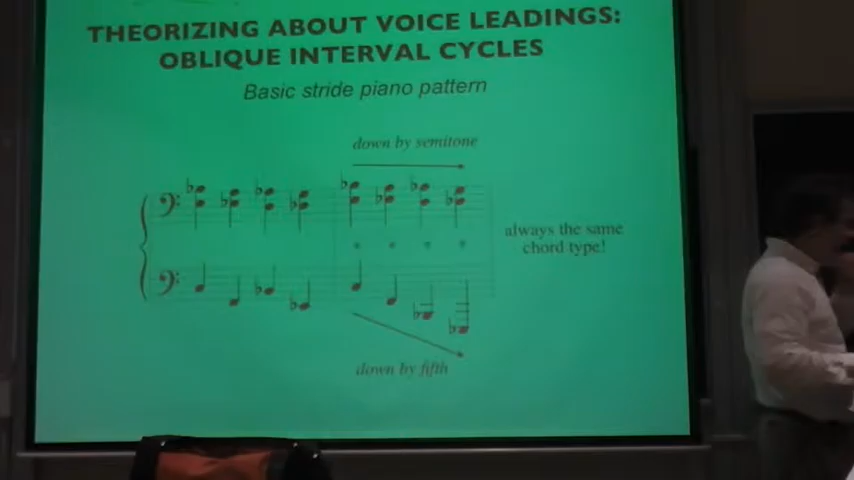 THEORIZING ABOUT VOICE LEADINGS:
OBLIQUE INTERVAL CYCLES
Basic stride piano pattern
down by semitone
always the same
chord type!
down by fifth